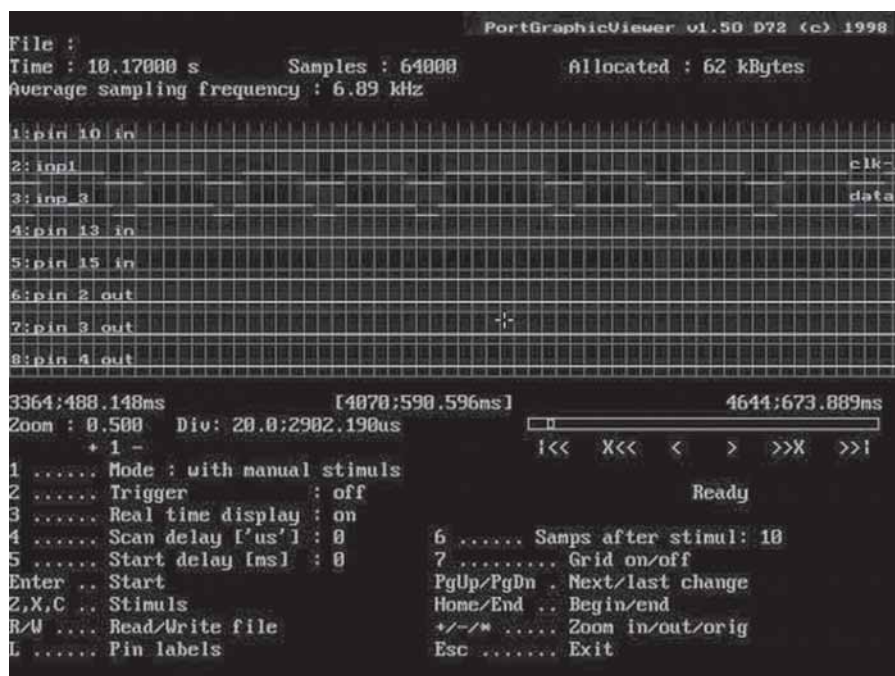 PortGraphicViewer v1.50 D72 (c) 1998
File :
Time : 10.17000 s Samples : 64000 Allocated : 62 kBytes
Average sampling frequency : 6.89 kHz
1:pin 10 in
2:inp1 clk-
3:inp_3 data
4:pin 13 in
5:pin 15 in
6:pin 2 out
7:pin 3 out
8:pin 4 out
3364;488.148ms [4070;590.596ms] 4644;673.889ms
Zoom : 0.500 Div: 20.0;2902.190us
+ 1 - |<< X<< < > >>X >>|
1 ...... Mode : with manual stimuls
2 ...... Trigger : off Ready
3 ...... Real time display : on
4 ...... Scan delay ['us'] : 0 6 ...... Samps after stimul: 10
5 ...... Start delay [ms] : 0 7 ......... Grid on/off
Enter .. Start PgUp/PgDn . Next/last change
Z,X,C .. Stimuls Home/End .. Begin/end
R/W .... Read/Write file +/-/* ..... Zoom in/out/orig
L ...... Pin labels Esc ....... Exit